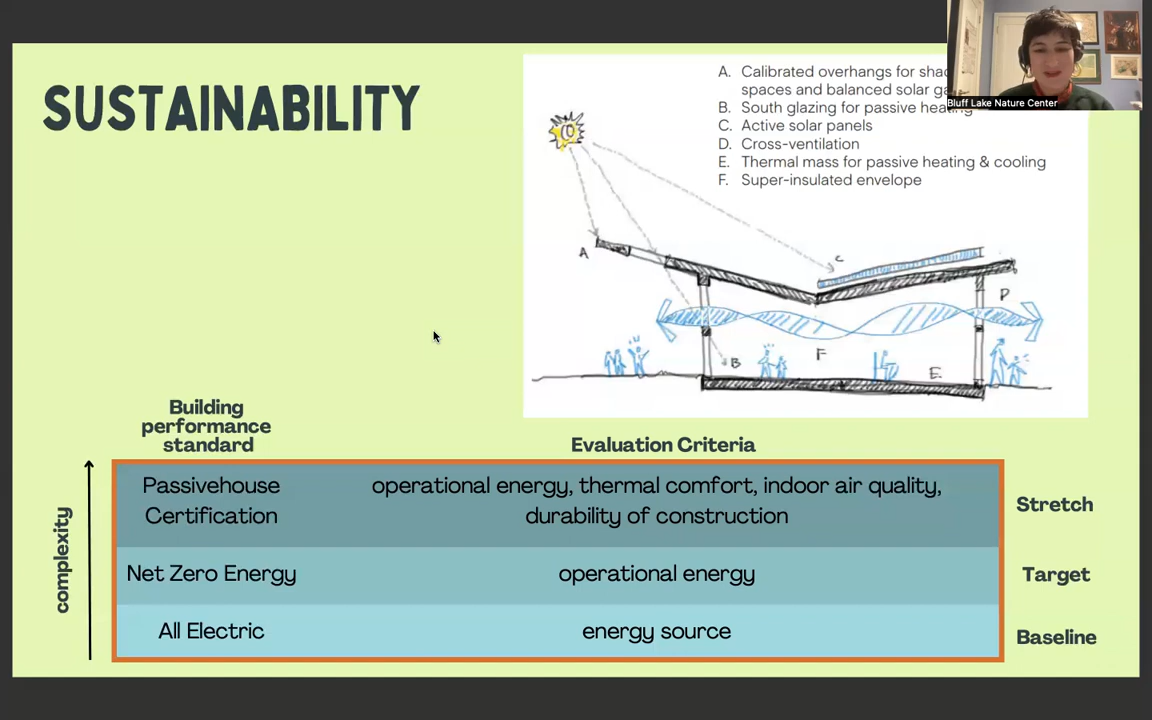 SUSTAINABILITY
A. Calibrated overhangs for
spaces and balanced solar
B. South glazing for passive heating
C. Active solar panels
D. Cross-ventilation
E. Thermal mass for passive heating & cooling
F. Super-insulated envelope
Bluff Lake Nature Center
A
C
D
B
F
E
Building
performance
standard
Evaluation Criteria
complexity
Passivehouse
Certification
operational energy, thermal comfort, indoor air quality,
durability of construction
Stretch
Net Zero Energy
operational energy
Target
All Electric
energy source
Baseline